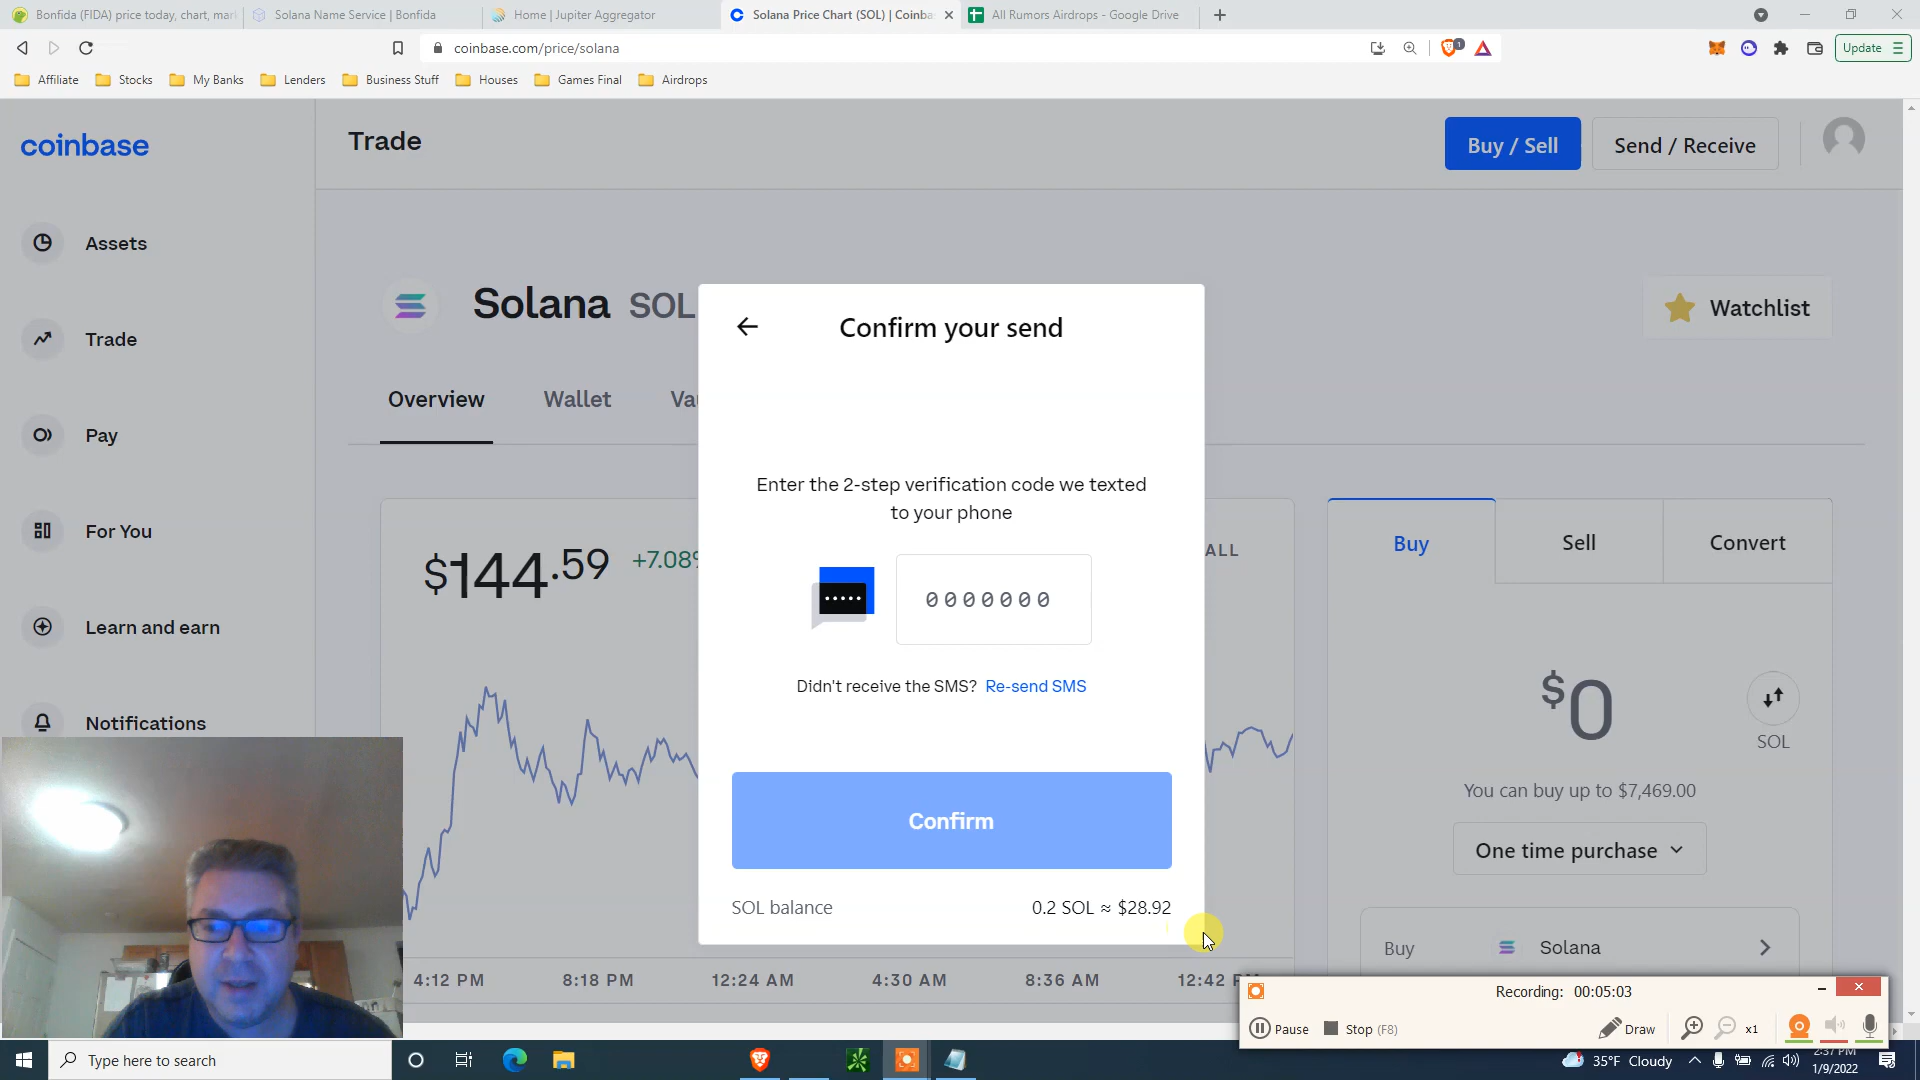 Bonfida (FIDA) price today, chart, mar
Solana Name Service | Bonfida
Home | Jupiter Aggregator
Solana Price Chart (SOL) | Coinba
All Rumors Airdrops - Google Drive
coinbase.com/price/solana
1
Update
Affiliate
Stocks
My Banks
Lenders
Business Stuff
Houses
Games Final
Airdrops
coinbase
Trade
Buy / Sell
Send / Receive
Assets
Trade
Pay
For You
Learn and earn
Notifications
Solana SOL
Watchlist
Overview
Wallet
Va
$144.59
+7.08%
ALL
4:12 PM
8:18 PM
12:24 AM
4:30 AM
8:36 AM
12:42
Confirm your send
Enter the 2-step verification code we texted
to your phone
0000000
Didn't receive the SMS? Re-send SMS
Confirm
SOL balance
0.2 SOL ≈ $28.92
Buy
Sell
Convert
$0
SOL
You can buy up to $7,469.00
One time purchase
Buy
Solana
Recording: 00:05:03
Pause
Stop (F8)
Draw
x1
Type here to search
35°F Cloudy
2:37 PM
1/9/2022